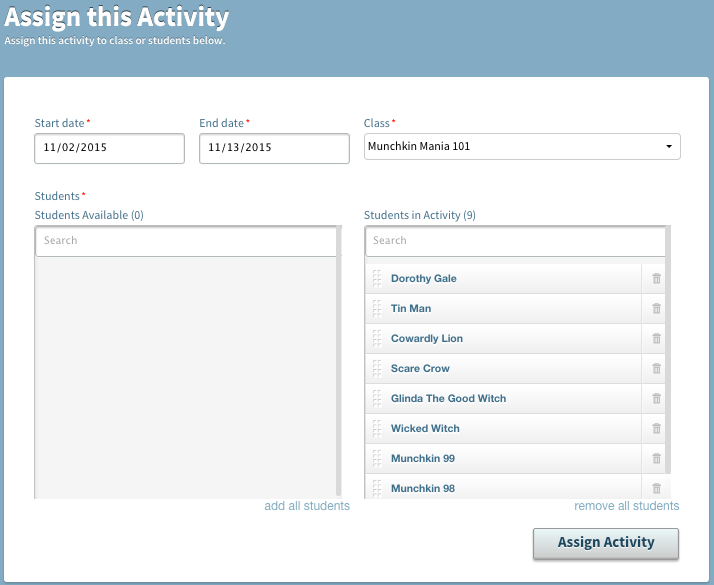 Assign this Activity
Assign this activity to class or students below.
Start date * End date * Class *
11/02/2015 11/13/2015 Munchkin Mania 101
Students *
Students Available (0) Students in Activity (9)
Search Search
Dorothy Gale
Tin Man
Cowardly Lion
Scare Crow
Glinda The Good Witch
Wicked Witch
Munchkin 99
Munchkin 98
add all students remove all students
Assign Activity